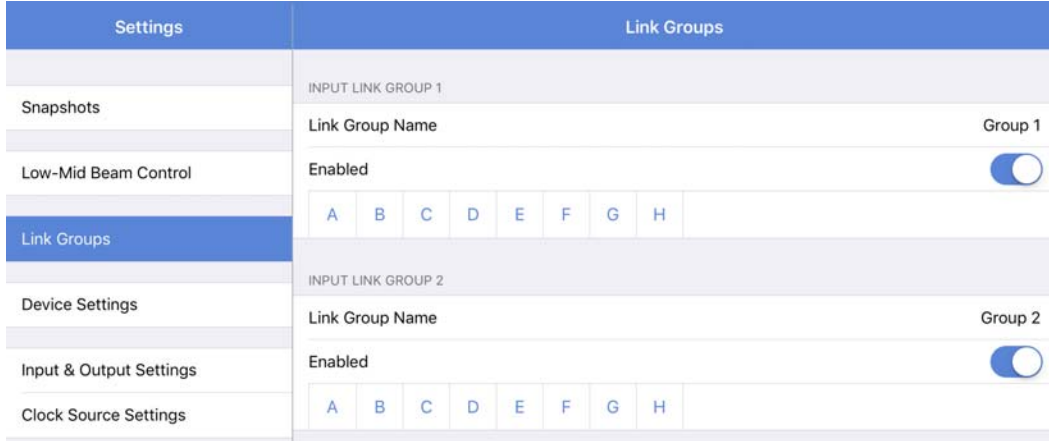 Settings
Link Groups
Snapshots
Low-Mid Beam Control
Link Groups
Device Settings
Input & Output Settings
Clock Source Settings
INPUT LINK GROUP 1
Link Group Name Group 1
Enabled
A B C D E F G H
INPUT LINK GROUP 2
Link Group Name Group 2
Enabled
A B C D E F G H